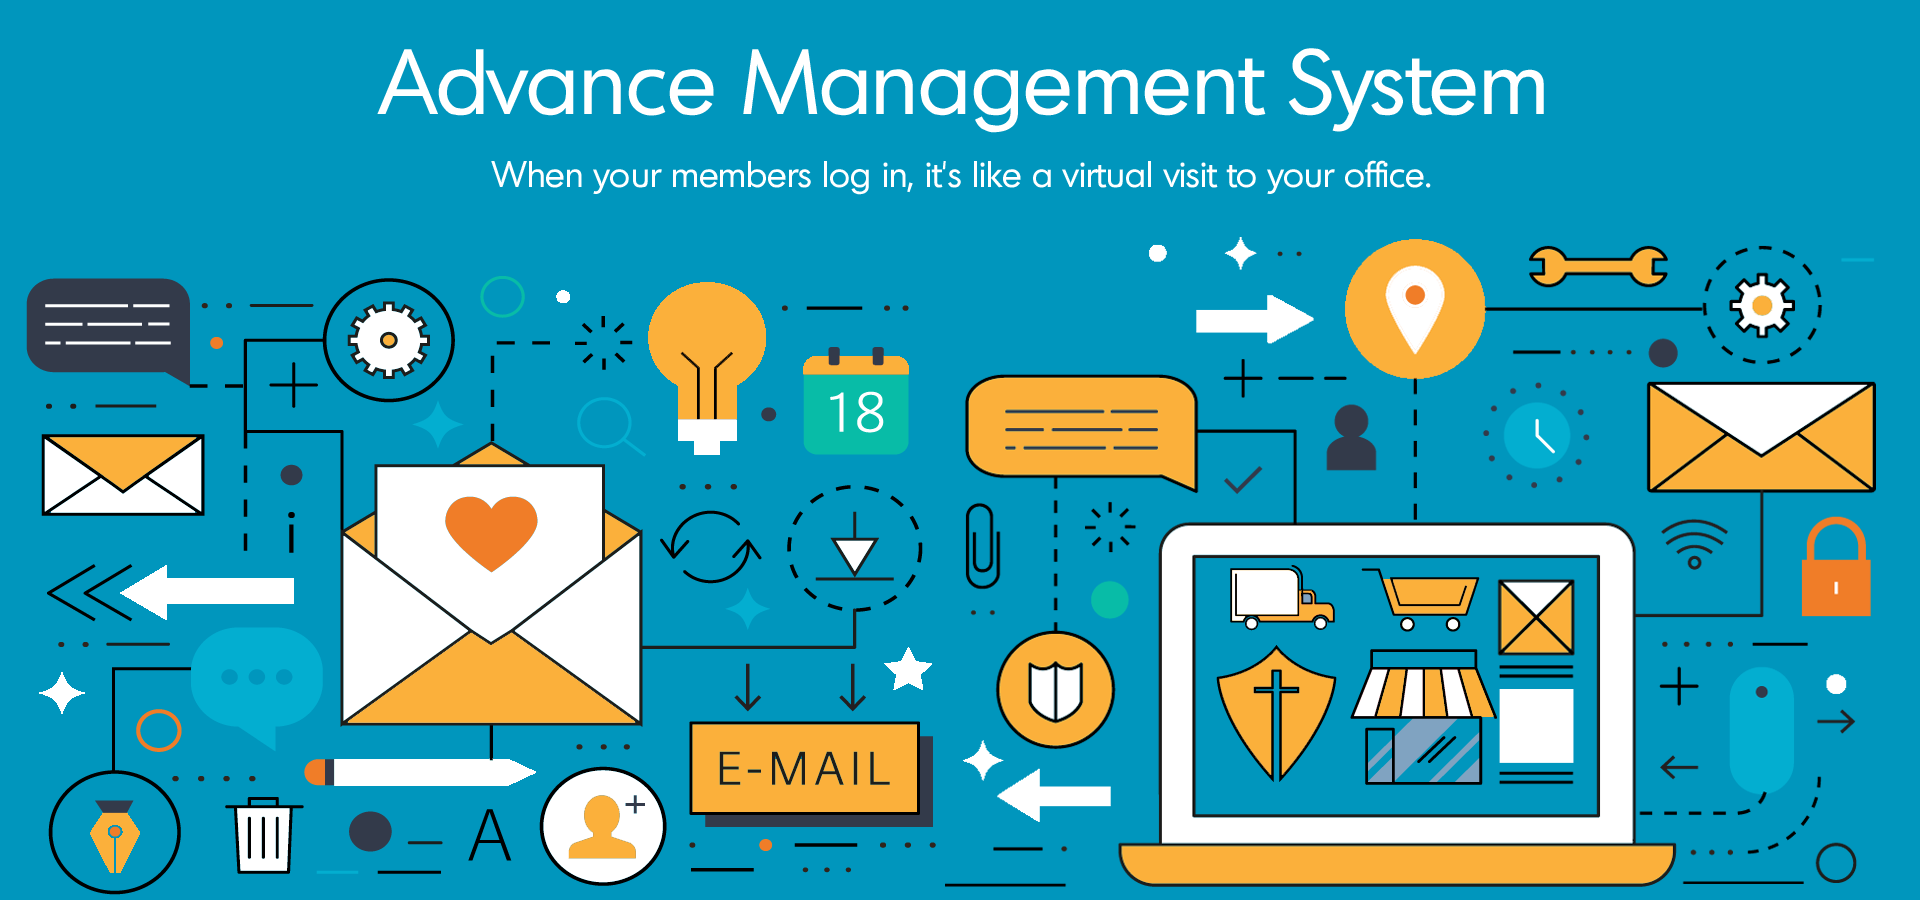 Advance Management System
When your members log in, it's like a virtual visit to your office.
18
i
E-MAIL
A